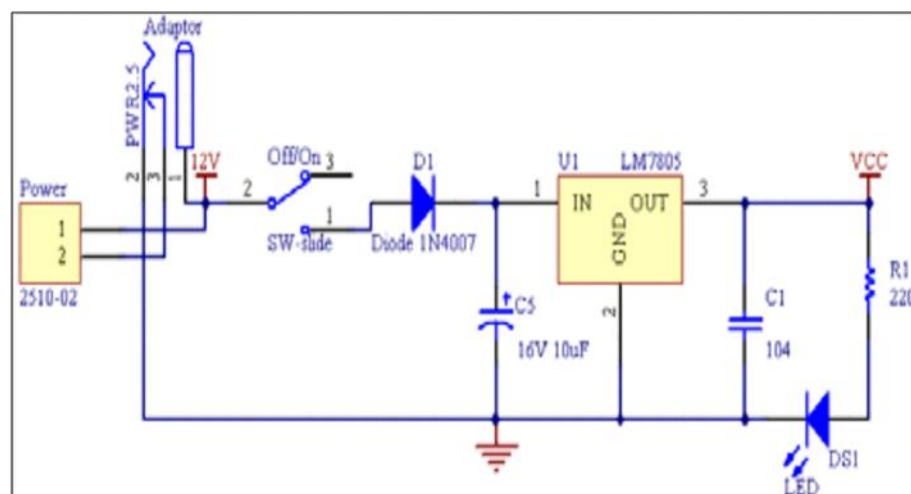 Adaptor
PWR2.5
2 3 1
12V
Power
1
2
2510-02
Off/On
2
3
1
SW-slide
D1
Diode 1N4007
C5
16V 10uF
U1 LM7805
1 IN OUT 3
GND
2
VCC
C1
104
R1
220
DS1
LED